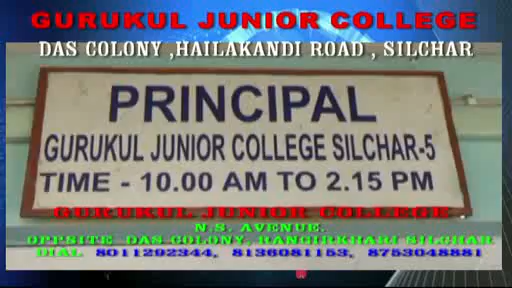 GURUKUL JUNIOR COLLEGE
DAS COLONY ,HAILAKANDI ROAD , SILCHAR
PRINCIPAL
GURUKUL JUNIOR COLLEGE SILCHAR-5
TIME - 10.00 AM TO 2.15 PM
GURUKUL JUNIOR COLLEGE
N.S. AVENUE.
OPPSITE DAS COLONY, RANGIRKHARI SILCHAR
DIAL 8011292344, 8136081153, 8753048881